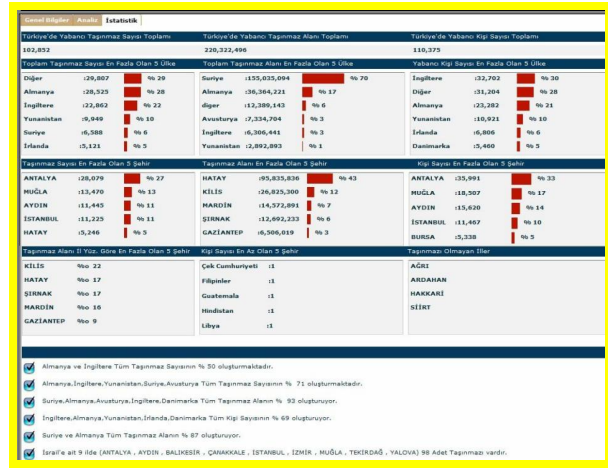 Genel Bilgiler Analiz İstatistik
Türkiye'de Yabancı Taşınmaz Sayısı Toplamı Türkiye'de Yabancı Taşınmaz Alanı Toplamı Türkiye'de Yabancı Kişi Sayısı Toplamı
102,852 220,322,496 110,375
Toplam Taşınmaz Sayısı En Fazla Olan 5 Ülke Toplam Taşınmaz Alanı En Fazla Olan 5 Ülke Yabancı Kişi Sayısı En Fazla Olan 5 Ülke
Diğer :29,807 % 29 Suriye :155,035,094 % 70 İngiltere :32,702 % 30
Almanya :28,525 % 28 Almanya :36,364,221 % 17 Diğer :31,204 % 28
İngiltere :22,862 % 22 diger :12,389,143 % 6 Almanya :23,282 % 21
Yunanistan :9,949 % 10 Avusturya :7,334,704 % 3 Yunanistan :10,921 % 10
Suriye :6,588 % 6 İngiltere :6,306,441 % 3 İrlanda :6,806 % 6
İrlanda :5,121 % 5 Yunanistan :2,892,893 % 1 Danimarka :5,460 % 5
Taşınmaz Sayısı En Fazla Olan 5 Şehir Taşınmaz Alanı En Fazla Olan 5 Şehir Kişi Sayısı En Fazla Olan 5 Şehir
ANTALYA :28,079 % 27 HATAY :95,835,836 % 43 ANTALYA :35,991 % 33
MUĞLA :13,470 % 13 KİLİS :26,825,300 % 12 MUĞLA :18,507 % 17
AYDIN :11,445 % 11 MARDİN :14,572,891 % 7 AYDIN :15,620 % 14
İSTANBUL :11,225 % 11 ŞIRNAK :12,692,233 % 6 İSTANBUL :11,467 % 10
HATAY :5,246 % 5 GAZİANTEP :6,506,019 % 3 BURSA :5,338 % 5
Taşınmaz Alanı İl Yüz. Göre En Fazla Olan 5 Şehir Kişi Sayısı En Az Olan 5 Şehir Taşınmazı Olmayan İller
KİLİS %o 22 Çek Cumhuriyeti :1 AĞRI
HATAY %o 17 Filipinler :1 ARDAHAN
ŞIRNAK %o 17 Guatemala :1 HAKKARİ
MARDİN %o 16 Hindistan :1 SİİRT
GAZİANTEP %o 9 Libya :1
Almanya ve İngiltere Tüm Taşınmaz Sayısının % 50 oluşturmaktadır.
Almanya,İngiltere,Yunanistan,Suriye,Avusturya Tüm Taşınmaz Sayısının % 71 oluşturmaktadır.
Suriye,Almanya,Avusturya,İngiltere,Danimarka Tüm Taşınmaz Alanın % 93 oluşturuyor.
İngiltere,Almanya,Yunanistan,İrlanda,Danimarka Tüm Kişi Sayısının % 69 oluşturuyor.
Suriye ve Almanya Tüm Taşınmaz Alanın % 87 oluşturuyor.
İsrail'e ait 9 ilde (ANTALYA , AYDIN , BALIKESİR , ÇANAKKALE , İSTANBUL , İZMİR , MUĞLA , TEKİRDAĞ , YALOVA) 98 Adet Taşınmazı vardır.